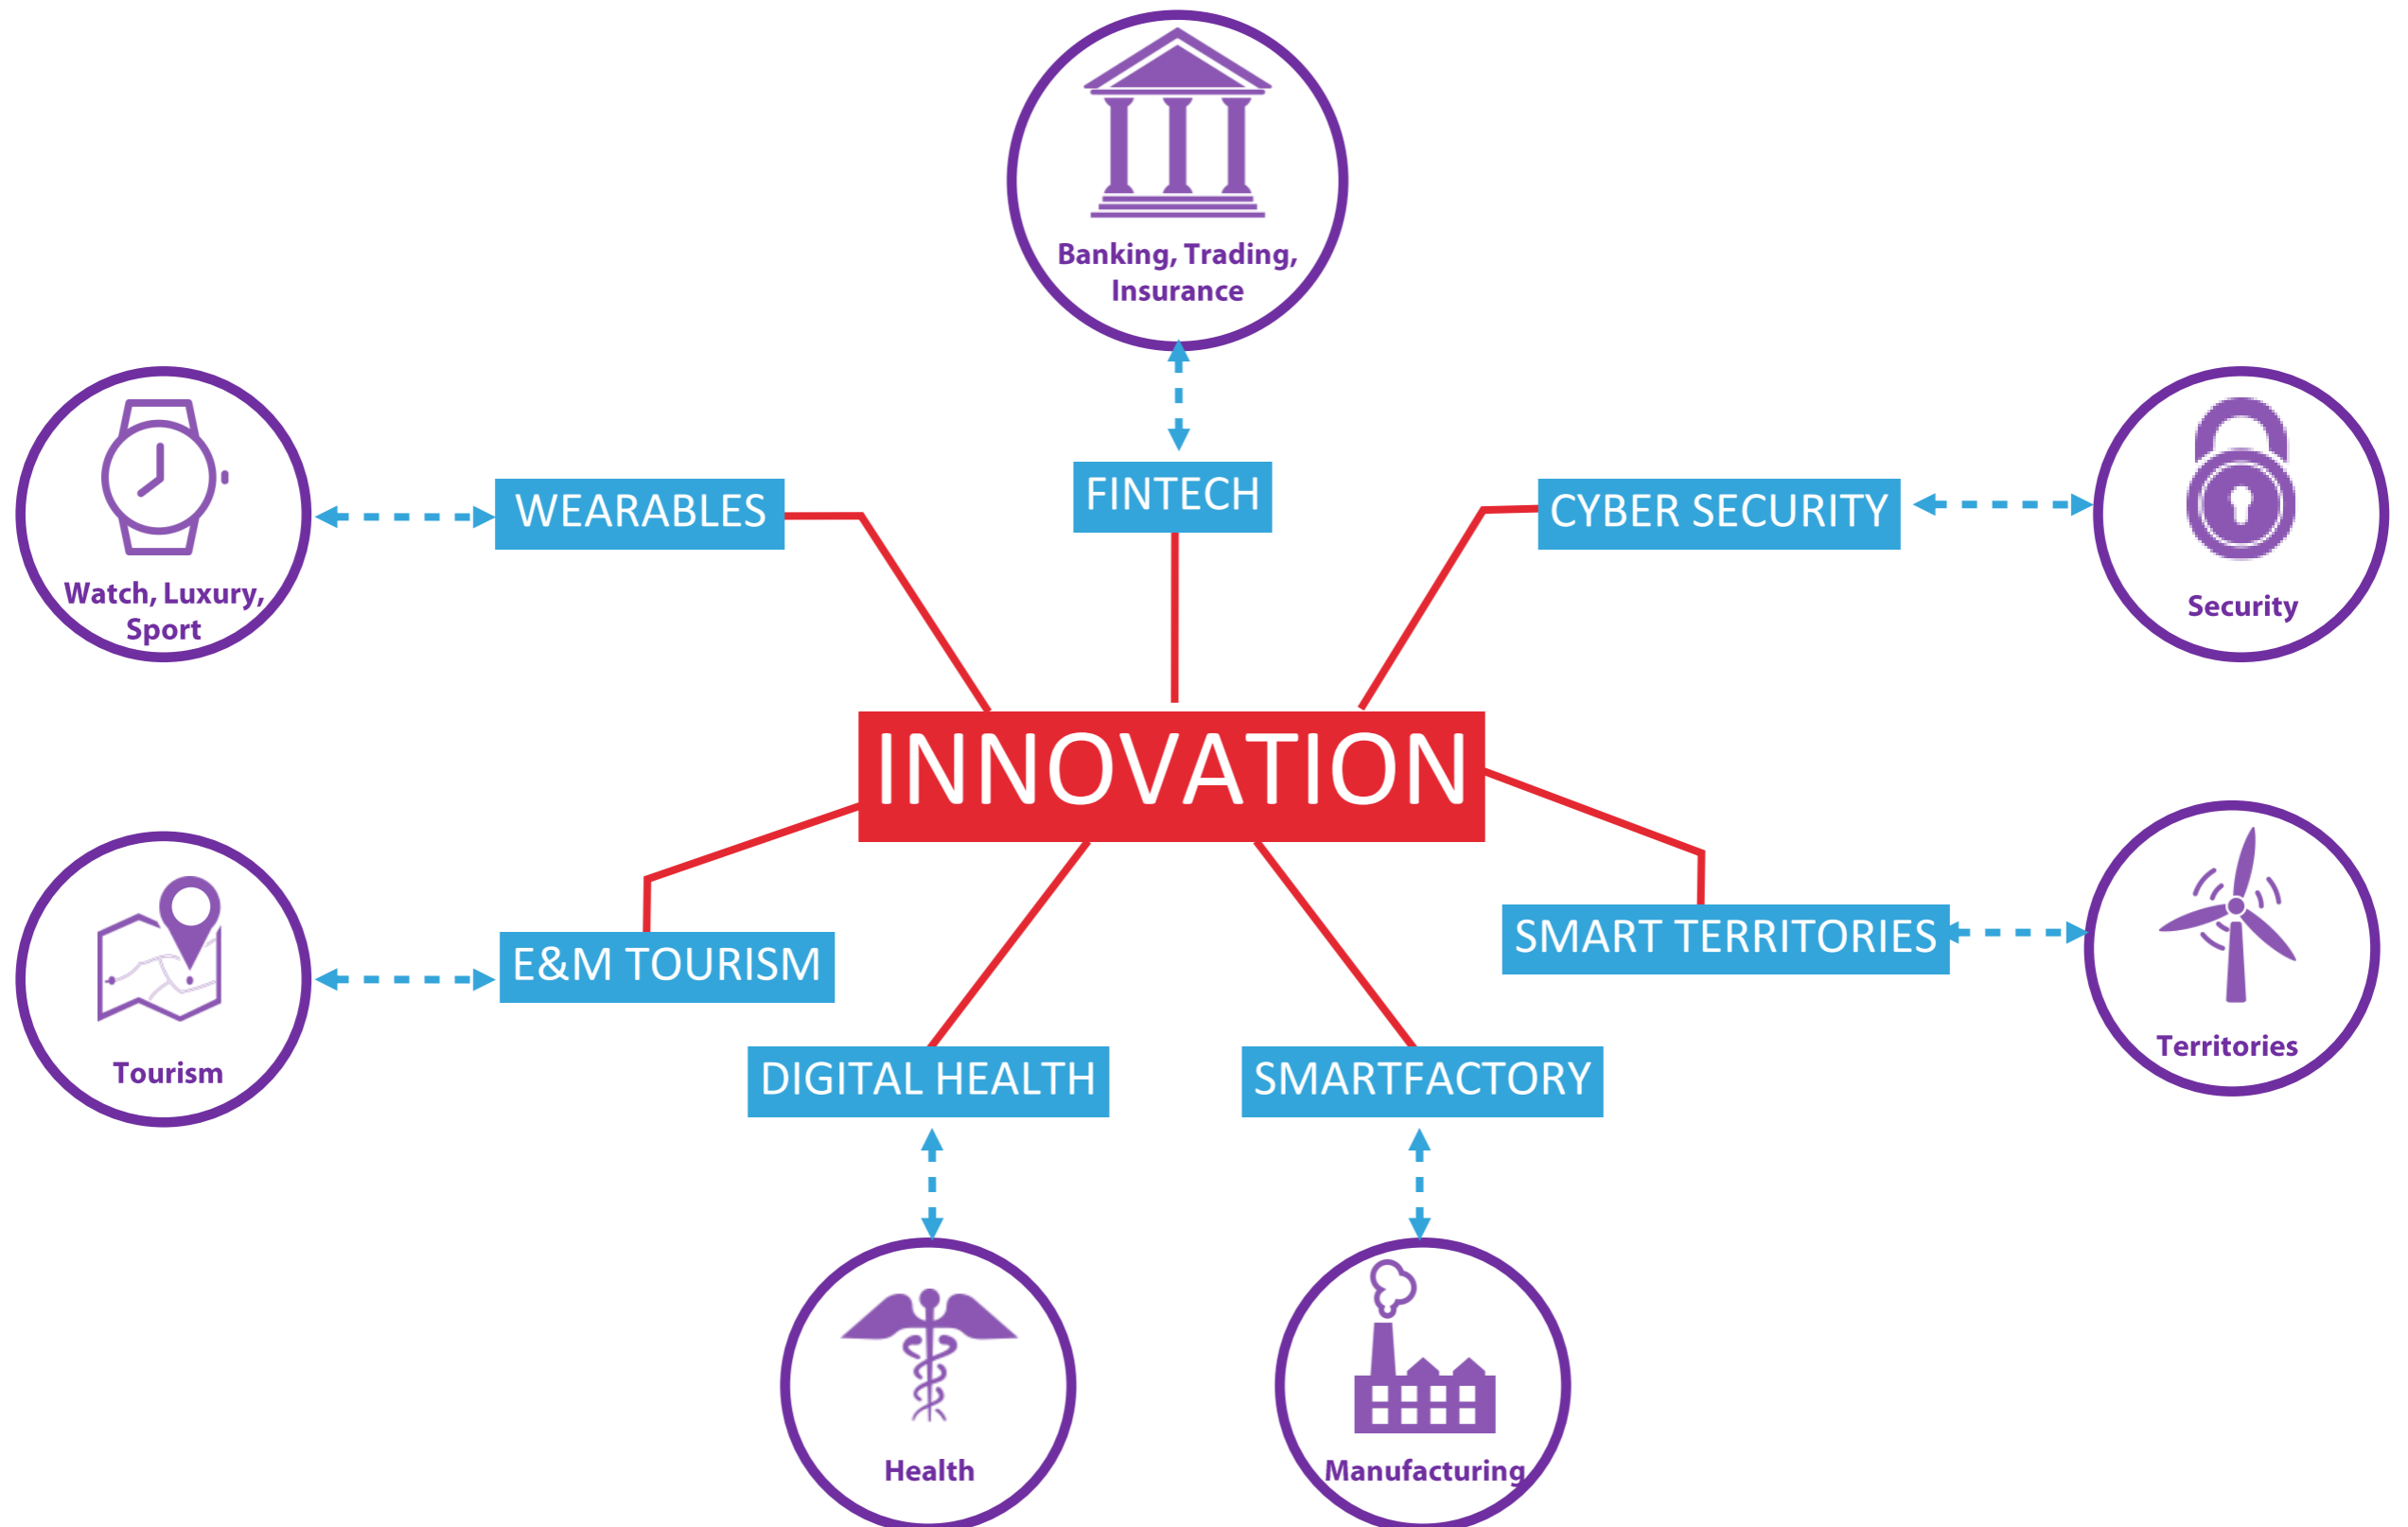 Banking, Trading,
Insurance
FINTECH
WEARABLES
CYBER SECURITY
Watch, Luxury,
Sport
Security
INNOVATION
SMART TERRITORIES
E&M TOURISM
Territories
Tourism
DIGITAL HEALTH
SMARTFACTORY
Health
Manufacturing